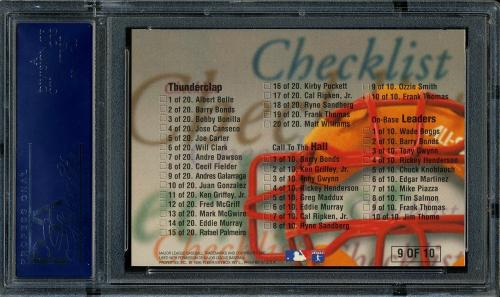 Checklist
Thunderclap
1 of 20. Albert Belle
2 of 20. Barry Bonds
3 of 20. Bobby Bonilla
4 of 20. Jose Canseco
5 of 20. Joe Carter
6 of 20. Will Clark
7 of 20. Andre Dawson
8 of 20. Cecil Fielder
9 of 20. Andres Galarraga
10 of 20. Juan Gonzalez
11 of 20. Ken Griffey, Jr.
12 of 20. Fred McGriff
13 of 20. Mark McGwire
14 of 20. Eddie Murray
15 of 20. Rafael Palmeiro
16 of 20. Kirby Puckett
17 of 20. Cal Ripken, Jr.
18 of 20. Ryne Sandberg
19 of 20. Frank Thomas
20 of 20. Matt Williams
Call To The Hall
1 of 10. Barry Bonds
2 of 10. Ken Griffey, Jr.
3 of 10. Tony Gwynn
4 of 10. Rickey Henderson
5 of 10. Greg Maddux
6 of 10. Eddie Murray
7 of 10. Cal Ripken, Jr.
8 of 10. Ryne Sandberg
9 of 10. Ozzie Smith
10 of 10. Frank Thomas
On-Base Leaders
1 of 10. Wade Boggs
2 of 10. Barry Bonds
3 of 10. Tony Gwynn
4 of 10. Rickey Henderson
5 of 10. Chuck Knoblauch
6 of 10. Edgar Martinez
7 of 10. Mike Piazza
8 of 10. Tim Salmon
9 of 10. Frank Thomas
10 of 10. Jim Thome
9 OF 10